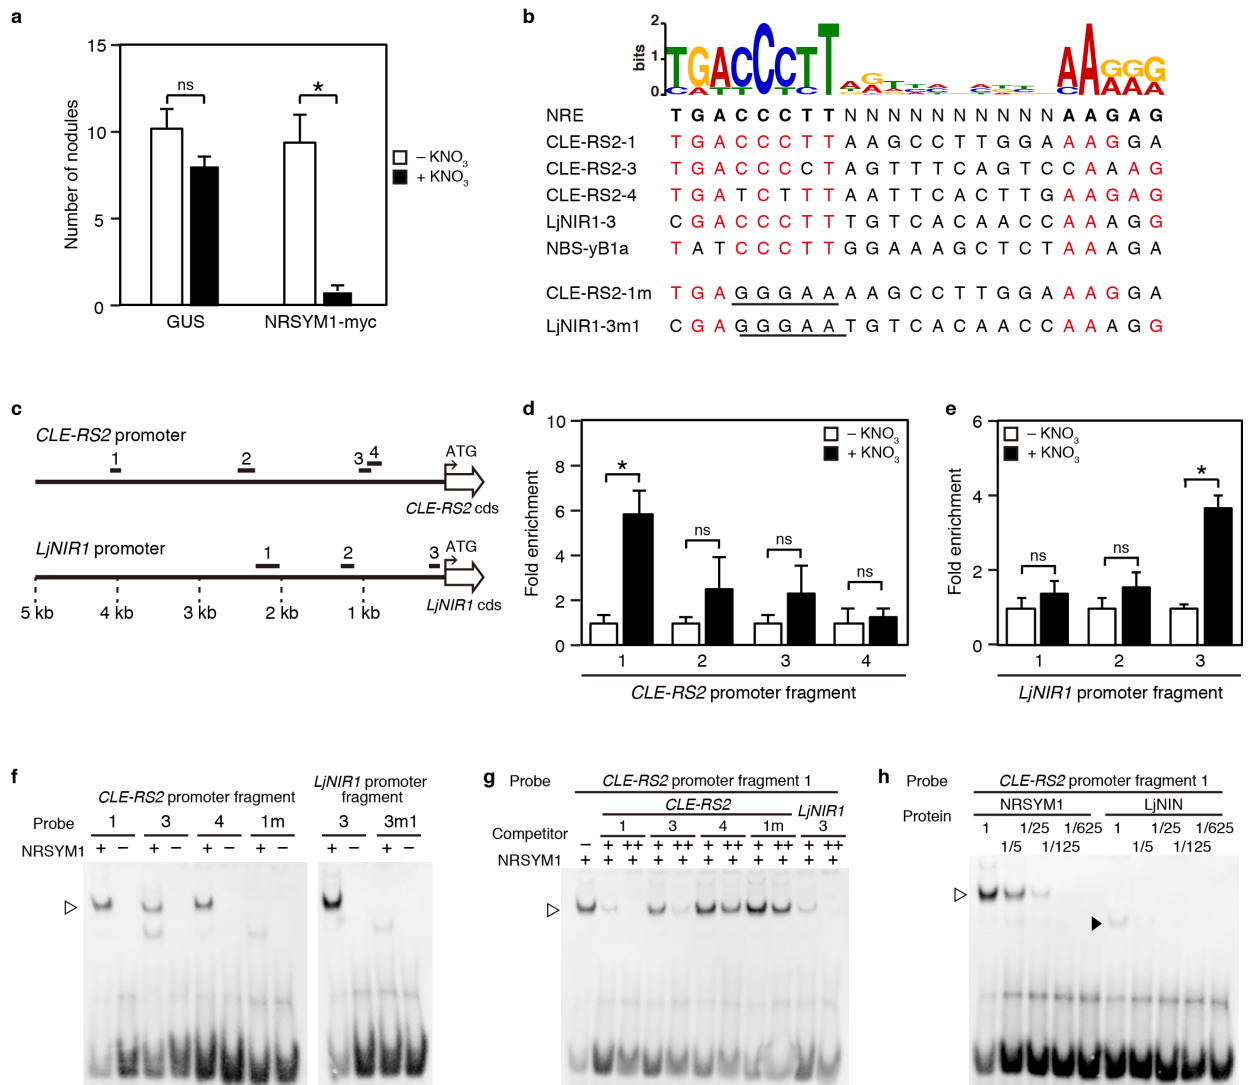 a
15
10
5
0
Number of nodules
ns
*
– KNO3
+ KNO3
GUS
NRSYM1-myc
b
bits
2
1
0
TGACCCTT
AAGGG
NRE T G A C C C T T N N N N N N N N N N A A G A G
CLE-RS2-1 T G A C C C T T A A G C C T T G G A A A G G A
CLE-RS2-3 T G A C C C C T A G T T T C A G T C C A A A G
CLE-RS2-4 T G A T C T T T A A T T C A C T T G A A G A G
LjNIR1-3 C G A C C C T T T G T C A C A A C C A A A G G
NBS-yB1a T A T C C C T T G G A A A G C T C T A A A G A
CLE-RS2-1m T G A G G G A A A A G C C T T G G A A A G G A
LjNIR1-3m1 C G A G G G A A T G T C A C A A C C A A A G G
c
CLE-RS2 promoter
1 2 3 4
ATG
CLE-RS2 cds
LjNIR1 promoter
1 2 3
ATG
LjNIR1 cds
5 kb 4 kb 3 kb 2 kb 1 kb
d
10
8
6
4
2
0
Fold enrichment
– KNO3
+ KNO3
* ns ns ns
1 2 3 4
CLE-RS2 promoter fragment
e
6
4
2
0
Fold enrichment
– KNO3
+ KNO3
ns ns *
1 2 3
LjNIR1 promoter fragment
f
CLE-RS2 promoter fragment
LjNIR1 promoter
fragment
Probe 1 3 4 1m 3 3m1
NRSYM1 + – + – + – + – + – + –
g
Probe CLE-RS2 promoter fragment 1
CLE-RS2 LjNIR1
Competitor 1 3 4 1m 3
– + ++ + ++ + ++ + ++ + ++
NRSYM1 + + + + + + + + + + +
h
Probe CLE-RS2 promoter fragment 1
Protein NRSYM1 LjNIN
1 1/25 1/625 1 1/25 1/625
1/5 1/125 1/5 1/125